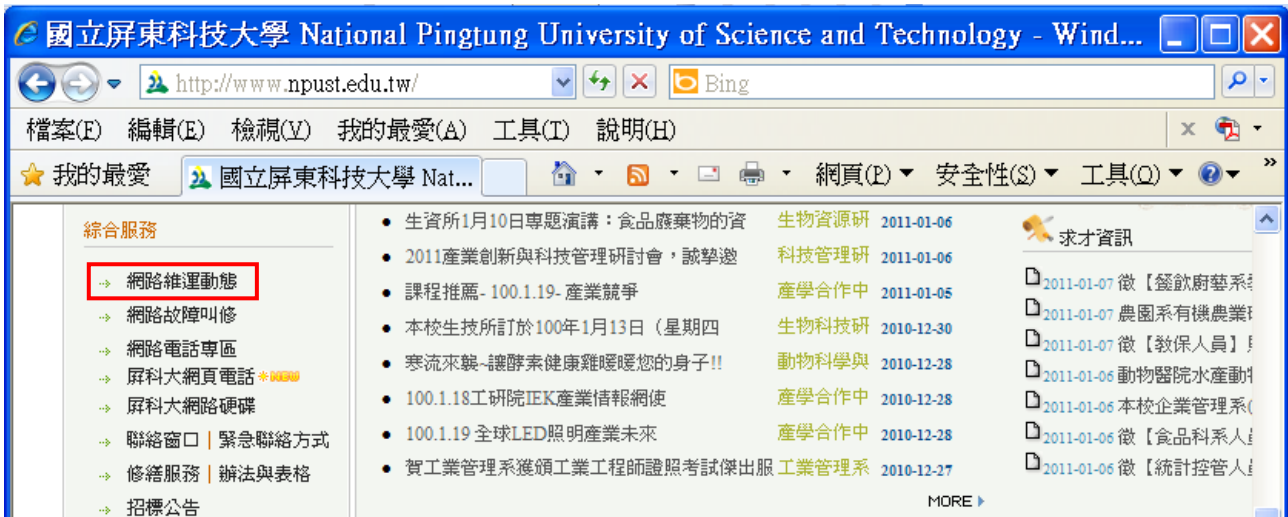 國立屏東科技大學 National Pingtung University of Science and Technology - Wind...
http://www.npust.edu.tw/
Bing
檔案(F) 編輯(E) 檢視(V) 我的最愛(A) 工具(T) 說明(H)
我的最愛 國立屏東科技大學 Nat... 網頁(P) 安全性(S) 工具(O)
綜合服務
網路維運動態
網路故障叫修
網路電話專區
屏科大網頁電話 NEW
屏科大網路硬碟
聯絡窗口 | 緊急聯絡方式
修繕服務 | 辦法與表格
招標公告
生資所1月10日專題演講：食品廢棄物的資 生物資源研 2011-01-06
2011產業創新與科技管理研討會，誠摯邀 科技管理研 2011-01-06
課程推薦- 100.1.19- 產業競爭 產學合作中 2011-01-05
本校生技所訂於100年1月13日（星期四 生物科技研 2010-12-30
寒流來襲~讓酵素健康雞暖暖您的身子!! 動物科學與 2010-12-28
100.1.18工研院IEK產業情報網使 產學合作中 2010-12-28
100.1.19 全球LED照明產業未來 產學合作中 2010-12-28
賀工業管理系獲頒工業工程師證照考試傑出服 工業管理系 2010-12-27
MORE
求才資訊
2011-01-07 徵【餐飲廚藝系
2011-01-07 農園系有機農業
2011-01-07 徵【教保人員】
2011-01-06 動物醫院水產動
2011-01-06 本校企業管理系(
2011-01-06 徵【食品科系人
2011-01-06 徵【統計控管人